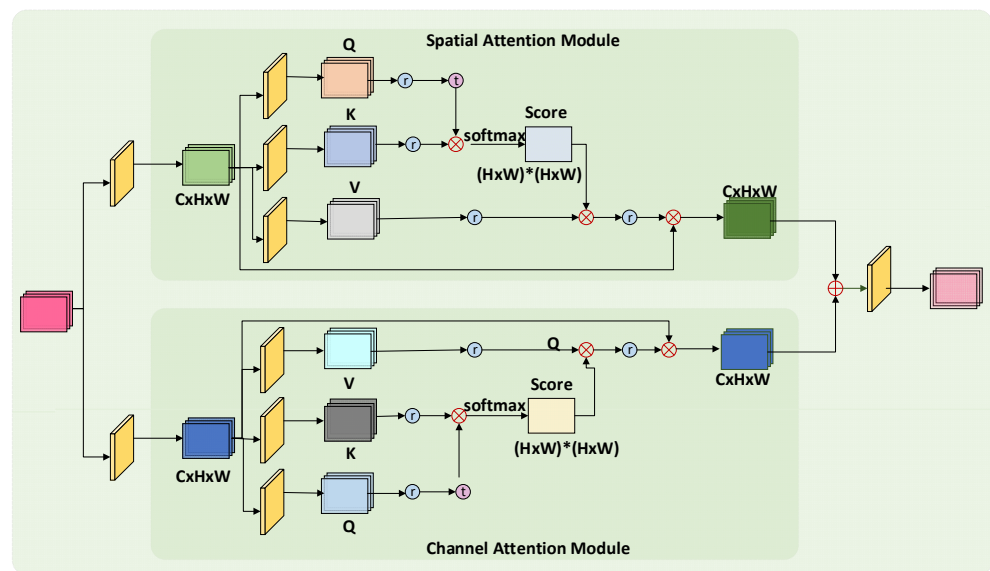 Spatial Attention Module
Q
r
t
K
r
softmax
Score
(HxW)*(HxW)
CxHxW
V
r
r
CxHxW
V
r
Q
r
CxHxW
K
r
softmax
Score
(HxW)*(HxW)
CxHxW
Q
r
t
Channel Attention Module